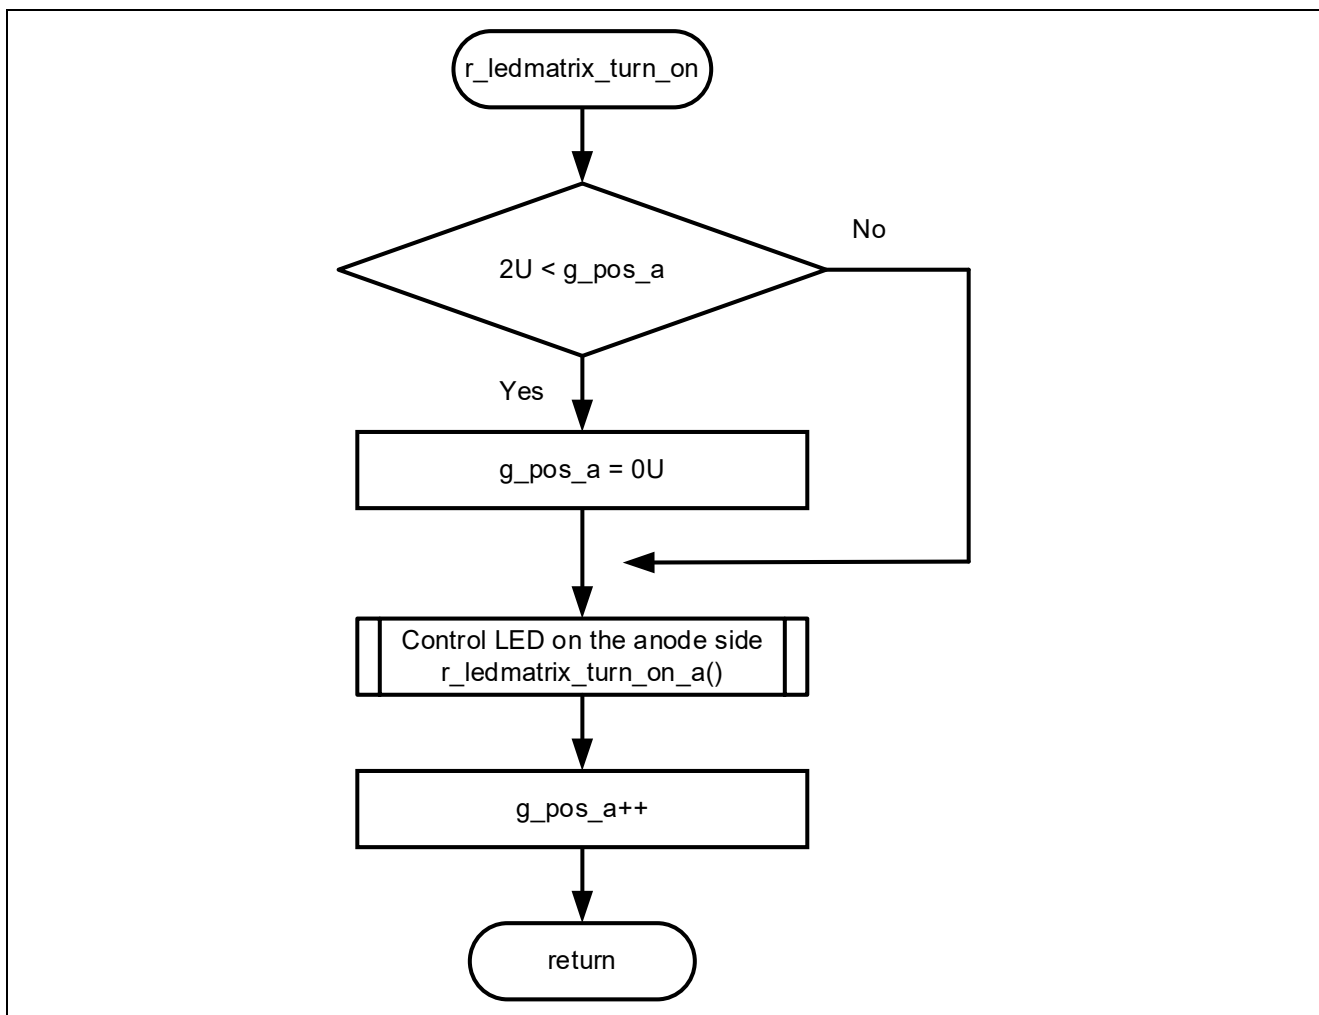 r_ledmatrix_turn_on
No
2U < g_pos_a
Yes
g_pos_a = 0U
Control LED on the anode side
r_ledmatrix_turn_on_a()
g_pos_a++
return